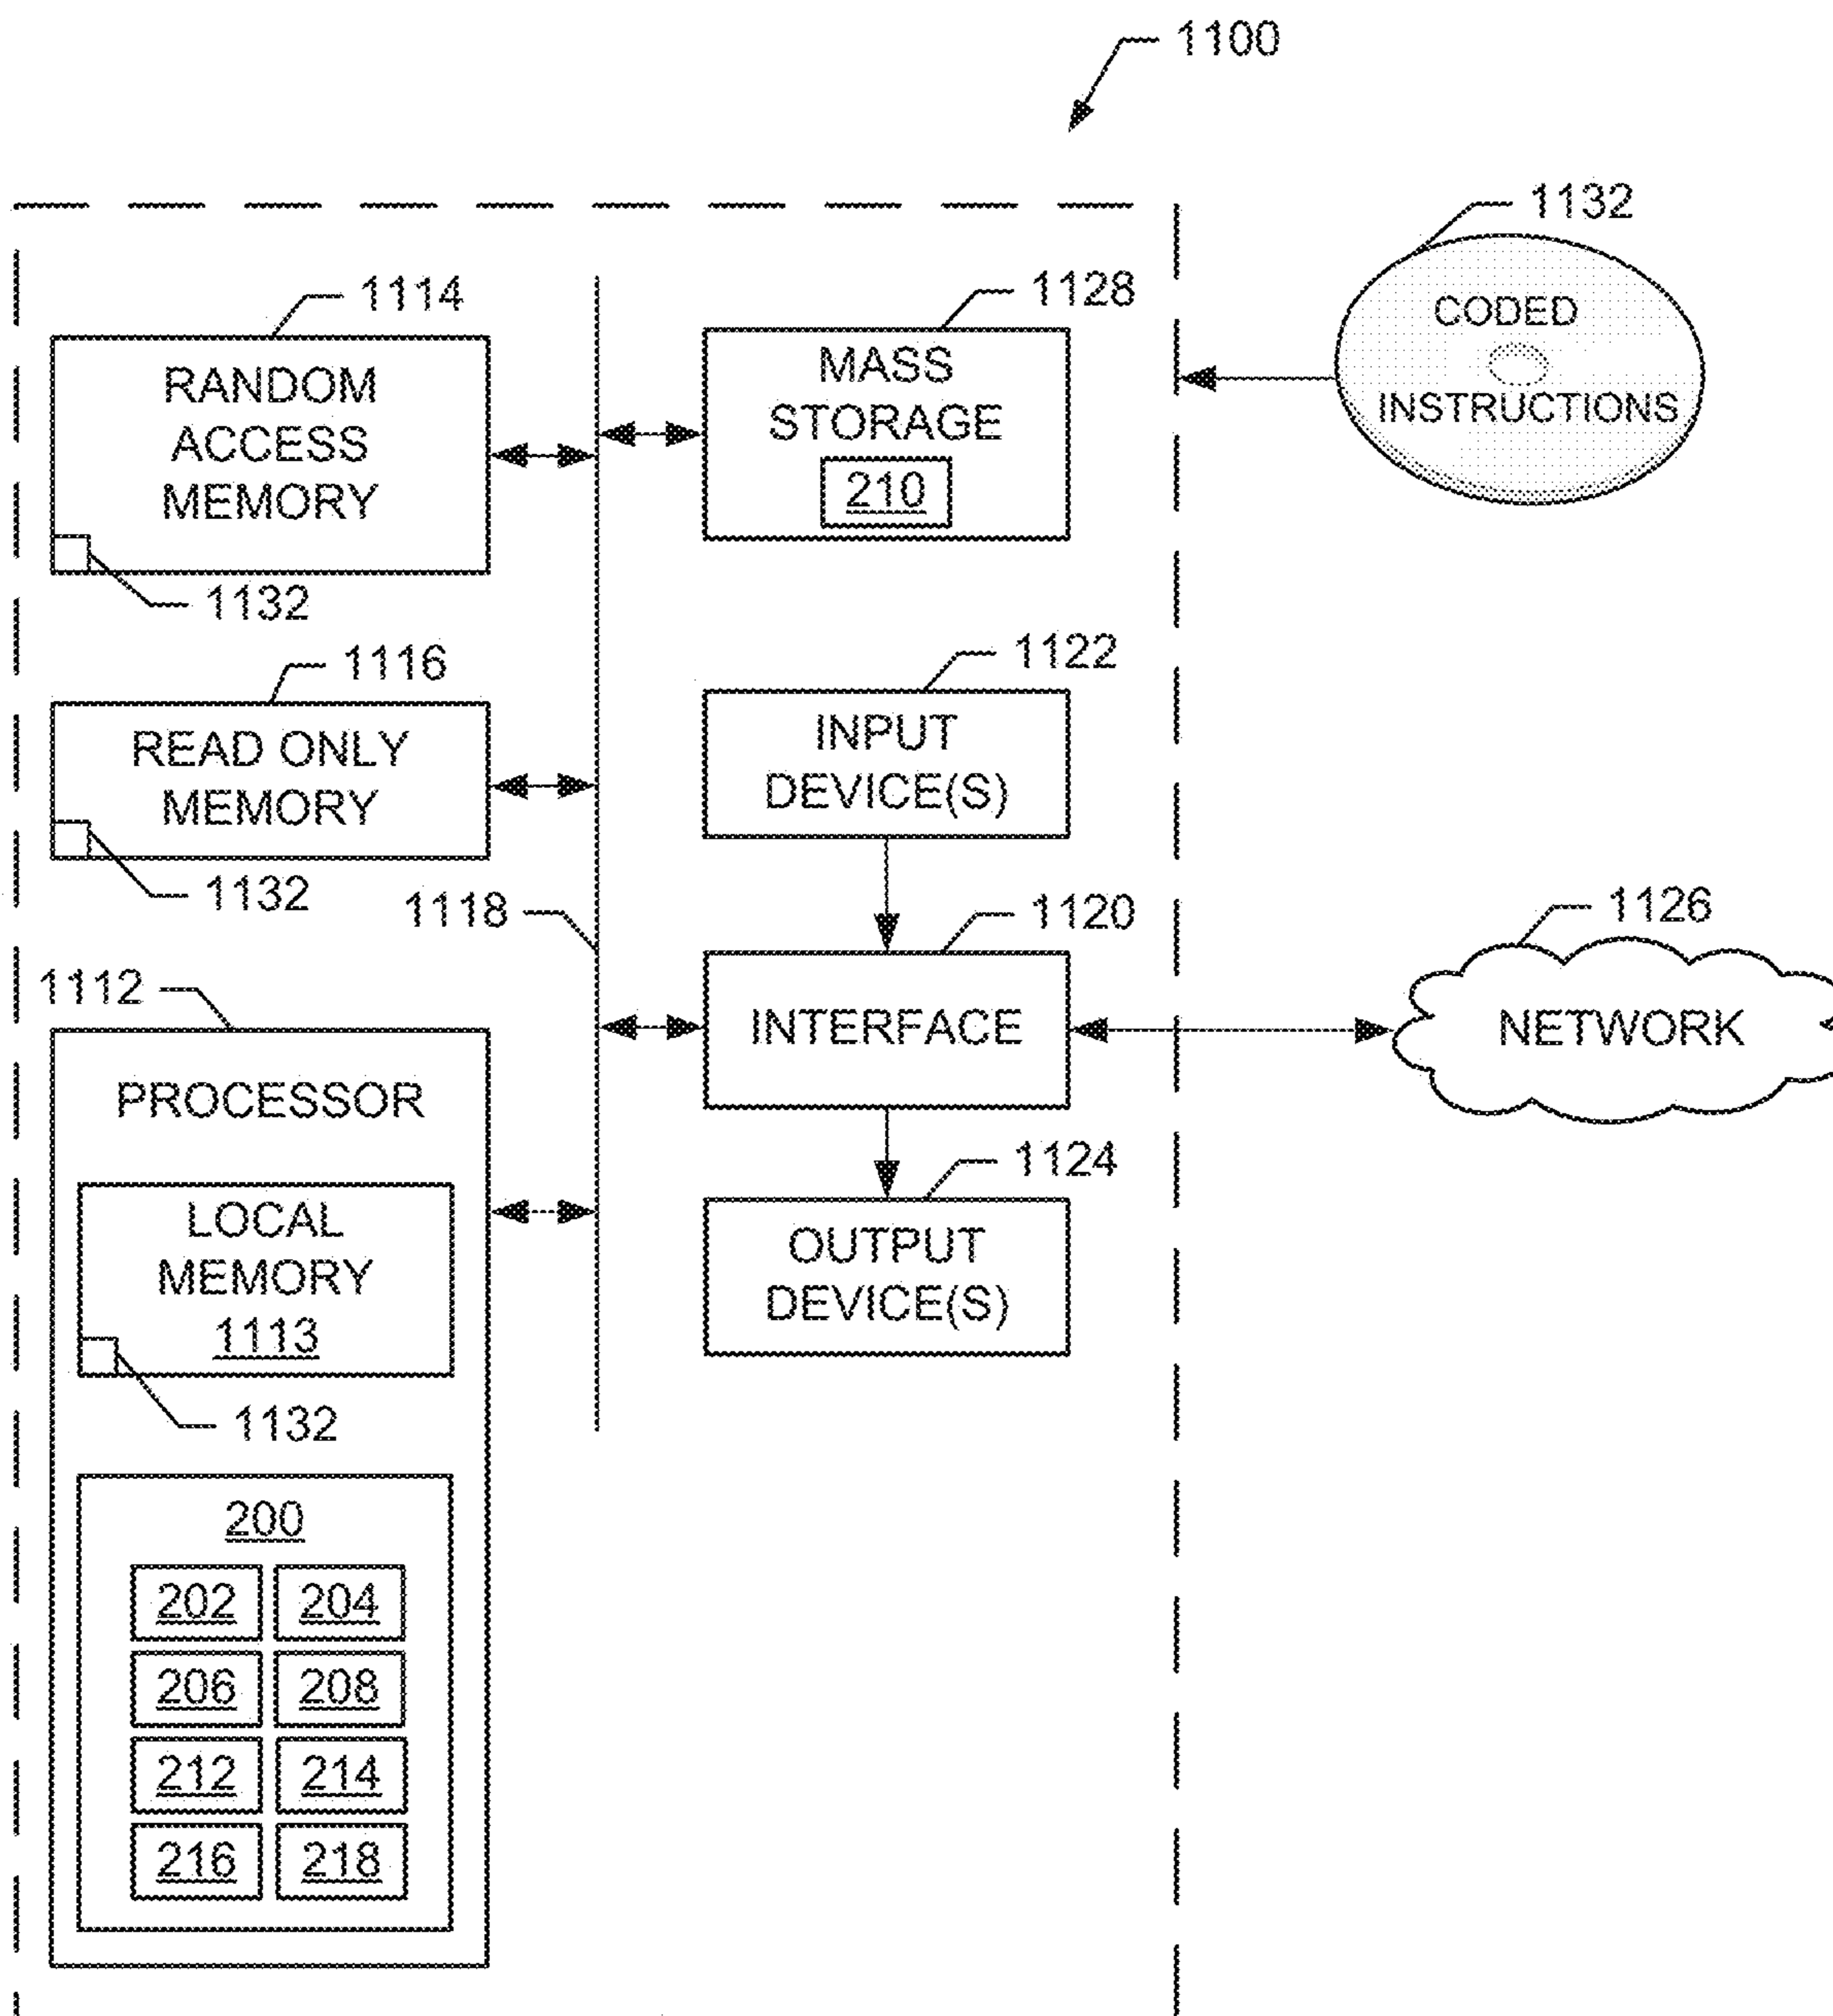 1100
1132
CODED
INSTRUCTIONS
1114
RANDOM
ACCESS
MEMORY
1132
1128
MASS
STORAGE
210
1116
READ ONLY
MEMORY
1132
1122
INPUT
DEVICE(S)
1118
1120
INTERFACE
1126
NETWORK
1112
PROCESSOR
LOCAL
MEMORY
1113
1132
1124
OUTPUT
DEVICE(S)
200
202 204
206 208
212 214
216 218